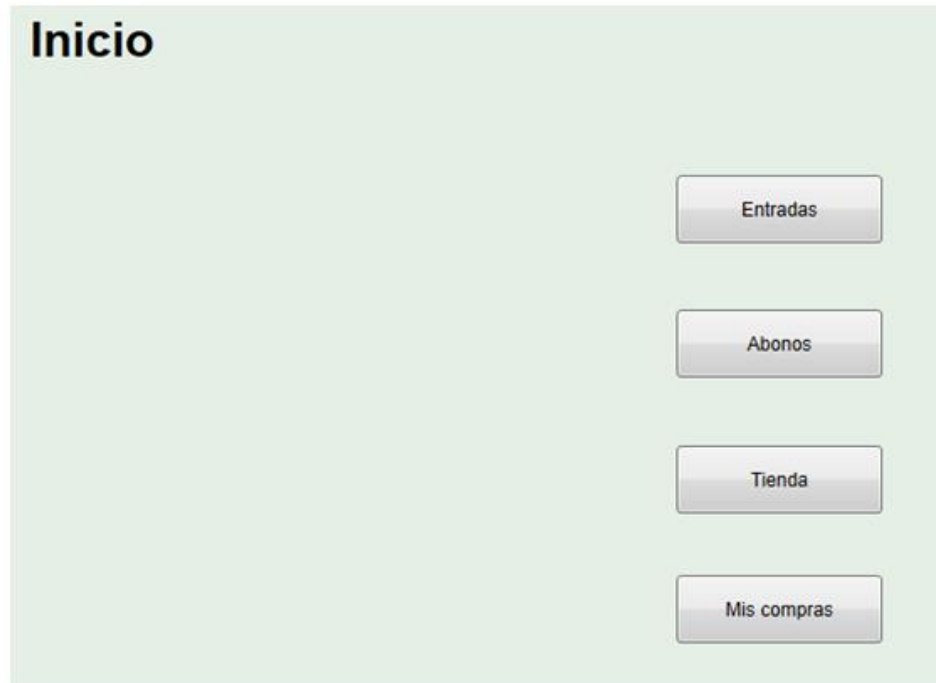 Inicio
Entradas
Abonos
Tienda
Mis compras